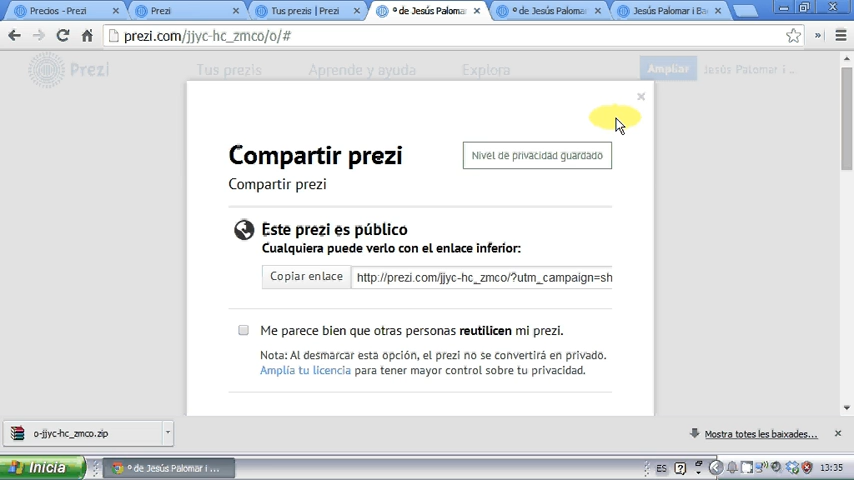 Precios - Prezi
Prezi
Tus prezis | Prezi
º de Jesús Palomar
º de Jesús Palomar
Jesús Palomar i Ba
prezi.com/jjyc-hc_zmco/o/#
Prezi
Tus prezis
Aprende y ayuda
Explora
Ampliar
Jesús Palomar i ..
Compartir prezi
Nivel de privacidad guardado
Compartir prezi
Este prezi es público
Cualquiera puede verlo con el enlace inferior:
Copiar enlace
http://prezi.com/jjyc-hc_zmco/?utm_campaign=sh
Me parece bien que otras personas reutilicen mi prezi.
Nota: Al desmarcar esta opción, el prezi no se convertirá en privado.
Amplía tu licencia para tener mayor control sobre tu privacidad.
o-jjyc-hc_zmco.zip
Mostra totes les baixades...
Inicia
º de Jesús Palomar i ...
ES
13:35